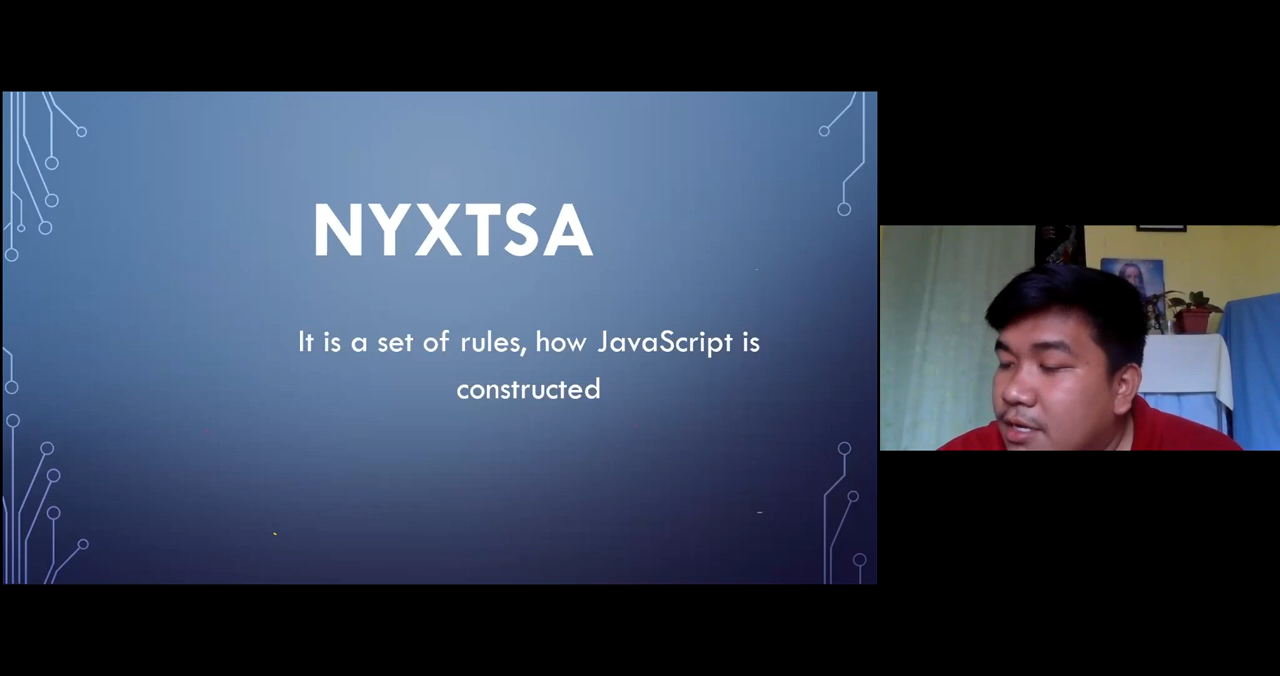 NYXTSA
It is a set of rules, how JavaScript is
constructed